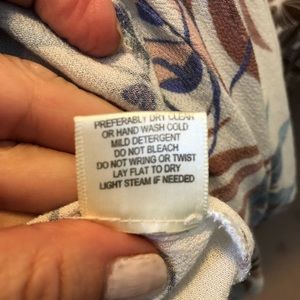 PREFERABLY DRY CLEAN
OR HAND WASH COLD
MILD DETERGENT
DO NOT BLEACH
DO NOT WRING OR TWIST
LAY FLAT TO DRY
LIGHT STEAM IF NEEDED